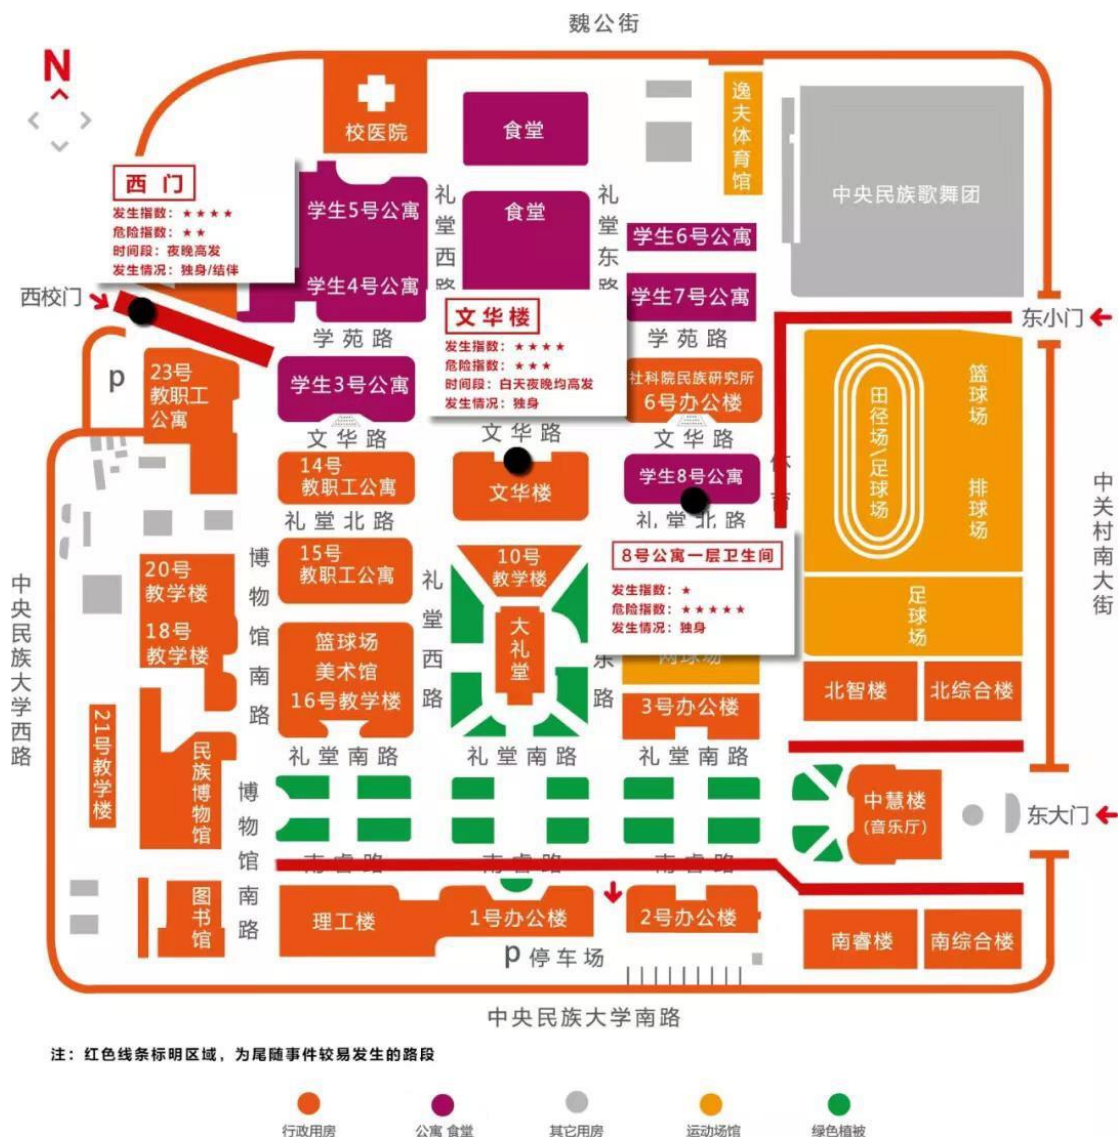 魏公街
N
校医院
食堂
逸夫体育馆
中央民族歌舞团
西门
发生指数：★★★★
危险指数：★★
时间段：夜晚高发
发生情况：独身/结伴
学生5号公寓
礼堂西路
食堂
礼堂东路
学生6号公寓
学生4号公寓
学生7号公寓
西校门
东小门
文华楼
发生指数：★★★★
危险指数：★★★
时间段：白天夜晚均高发
发生情况：独身
学苑路
学苑路
p
23号
教职工
公寓
学生3号公寓
社科院民族研究所
6号办公楼
田径场\足球场
篮球场
排球场
文华路
文华路
文华路
14号
教职工公寓
文华楼
学生8号公寓
体育
中关村南大街
礼堂北路
礼堂北路
8号公寓一层卫生间
发生指数：★
危险指数：★★★★★
发生情况：独身
中央民族大学西路
20号
教学楼
18号
教学楼
博物馆南路
15号
教职工公寓
礼堂西路
10号
教学楼
大礼堂
东路
足球场
篮球场
美术馆
16号教学楼
网球场
3号办公楼
北智楼
北综合楼
21号教学楼
民族博物馆
礼堂南路
礼堂南路
礼堂南路
博物馆南路
中慧楼
(音乐厅)
东大门
南睿路
南睿路
南睿路
图书馆
理工楼
1号办公楼
2号办公楼
南睿楼
南综合楼
p 停车场
中央民族大学南路
注：红色线条标明区域，为尾随事件较易发生的路段
行政用房
公寓 食堂
其它用房
运动场馆
绿色植被